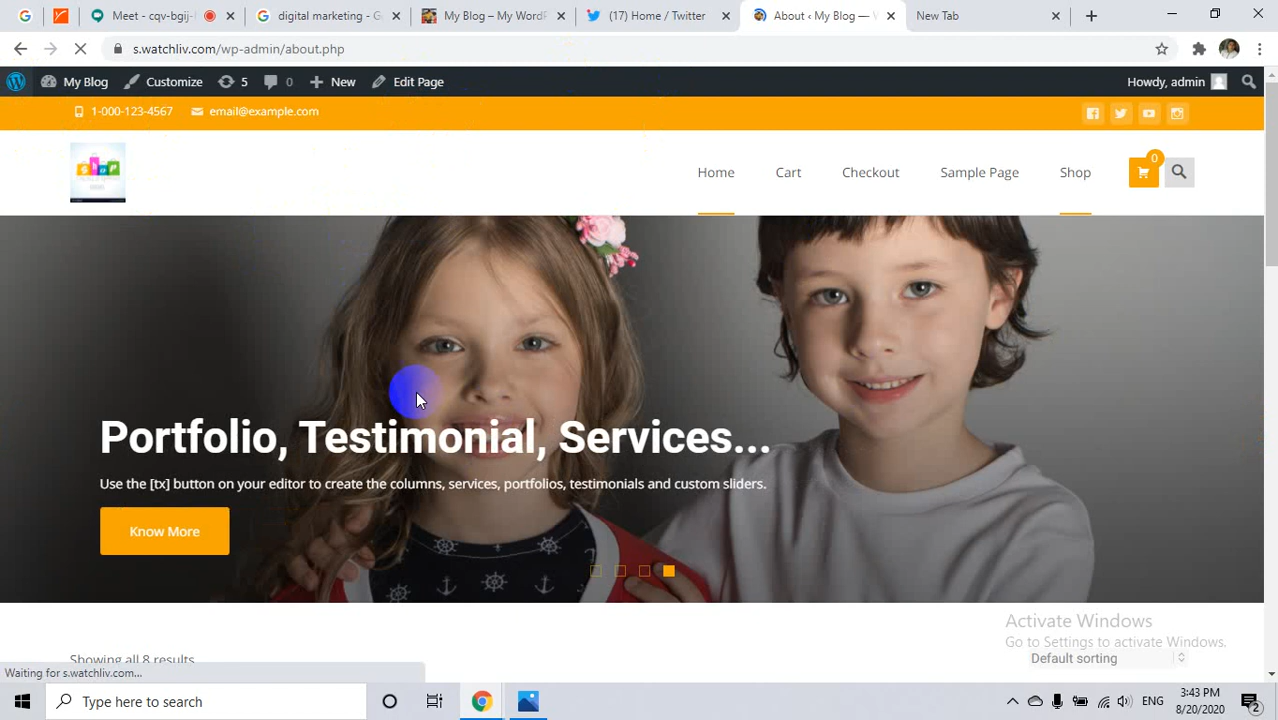 Meet - cqv-bgij-
digital marketing - G
My Blog – My WordP
(17) Home / Twitter
About ‹ My Blog — W
New Tab
s.watchliv.com/wp-admin/about.php
My Blog
Customize
5
0
New
Edit Page
Howdy, admin
1-000-123-4567
email@example.com
Home
Cart
Checkout
Sample Page
Shop
0
Portfolio, Testimonial, Services...
Use the [tx] button on your editor to create the columns, services, portfolios, testimonials and custom sliders.
Know More
Activate Windows
Go to Settings to activate Windows.
Showing all 8 results
Default sorting
Waiting for s.watchliv.com...
Type here to search
ENG
3:43 PM
8/20/2020
2